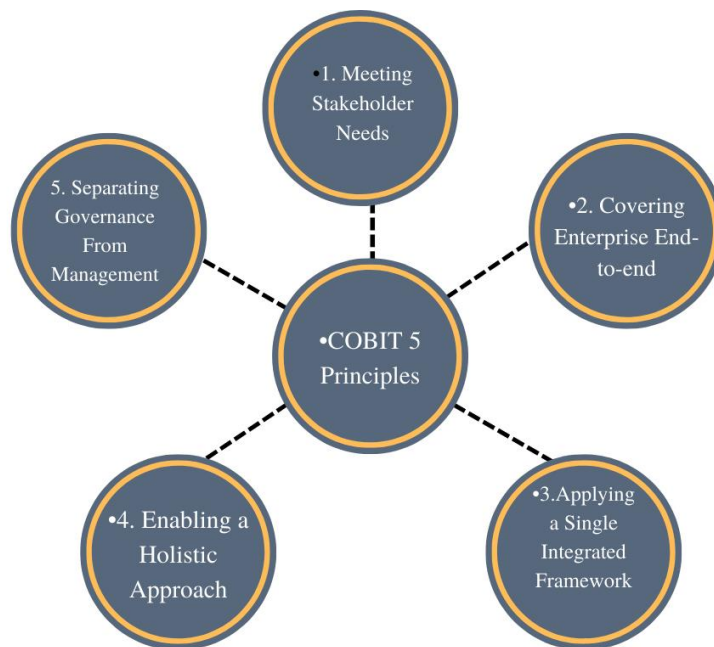 •1. Meeting
Stakeholder
Needs
•2. Covering
Enterprise End-
to-end
•3.Applying
a Single
Integrated
Framework
•4. Enabling a
Holistic
Approach
5. Separating
Governance
From
Management
•COBIT 5
Principles